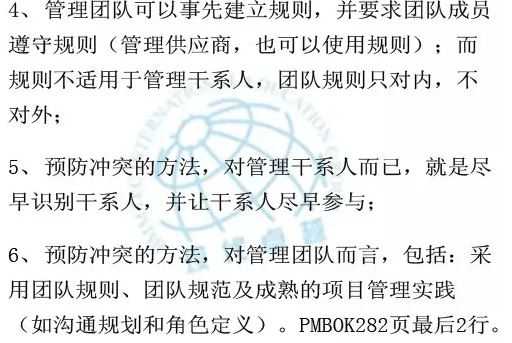 4、管理团队可以事先建立规则，并要求团队成员
遵守规则（管理供应商，也可以使用规则）；而
规则不适用于管理干系人，团队规则只对内，不
对外；
5、预防冲突的方法，对管理干系人而已，就是尽
早识别干系人，并让干系人尽早参与；
6、预防冲突的方法，对管理团队而言，包括：采
用团队规则、团队规范及成熟的项目管理实践
（如沟通规划和角色定义）。PMBOK282页最后2行。